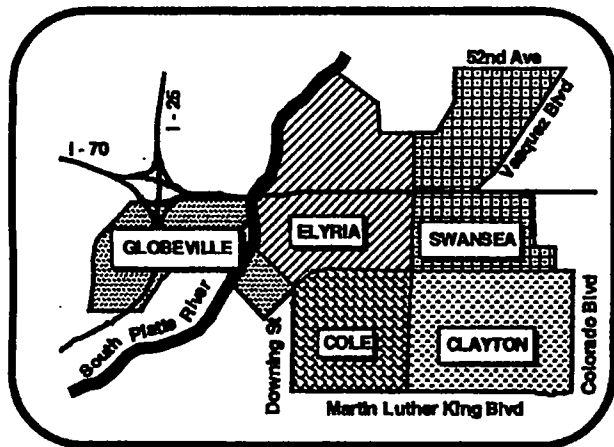 52nd Ave
I - 25
Vasquez Blvd
I - 70
GLOBEVILLE
ELYRIA
SWANSEA
South Platte River
Downing St
COLE
CLAYTON
Colorado Blvd
Martin Luther King Blvd